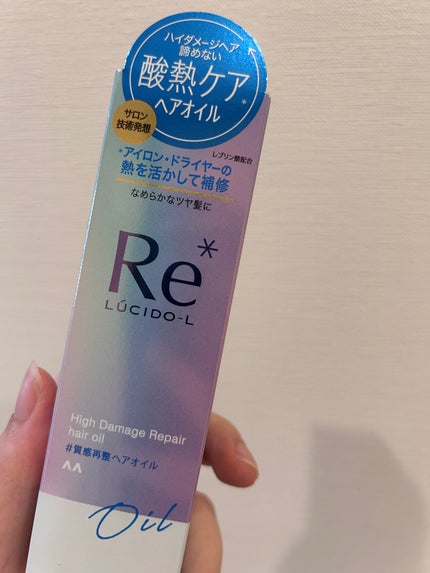 ハイダメージヘア
諦めない
酸熱ケア
ヘアオイル*
サロン
技術発想
レブリン酸配合
*アイロン・ドライヤーの
熱を活かして補修
なめらかなツヤ髪に
Re*
LÚCIDO-L
High Damage Repair
hair oil
#質感再整ヘアオイル
Oil